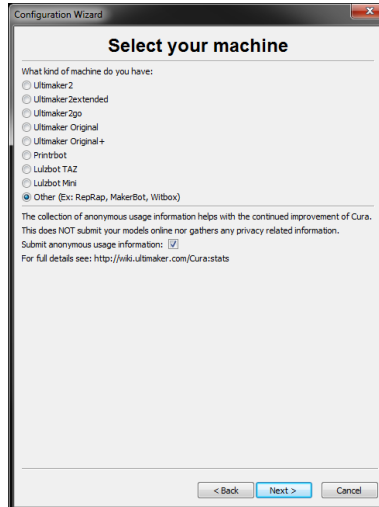 Configuration Wizard
Select your machine
What kind of machine do you have:
Ultimaker2
Ultimaker2extended
Ultimaker2go
Ultimaker Original
Ultimaker Original+
Printrbot
Lulzbot TAZ
Lulzbot Mini
Other (Ex: RepRap, MakerBot, Witbox)
The collection of anonymous usage information helps with the continued improvement of Cura.
This does NOT submit your models online nor gathers any privacy related information.
Submit anonymous usage information:
For full details see: http://wiki.ultimaker.com/Cura:stats
< Back Next > Cancel